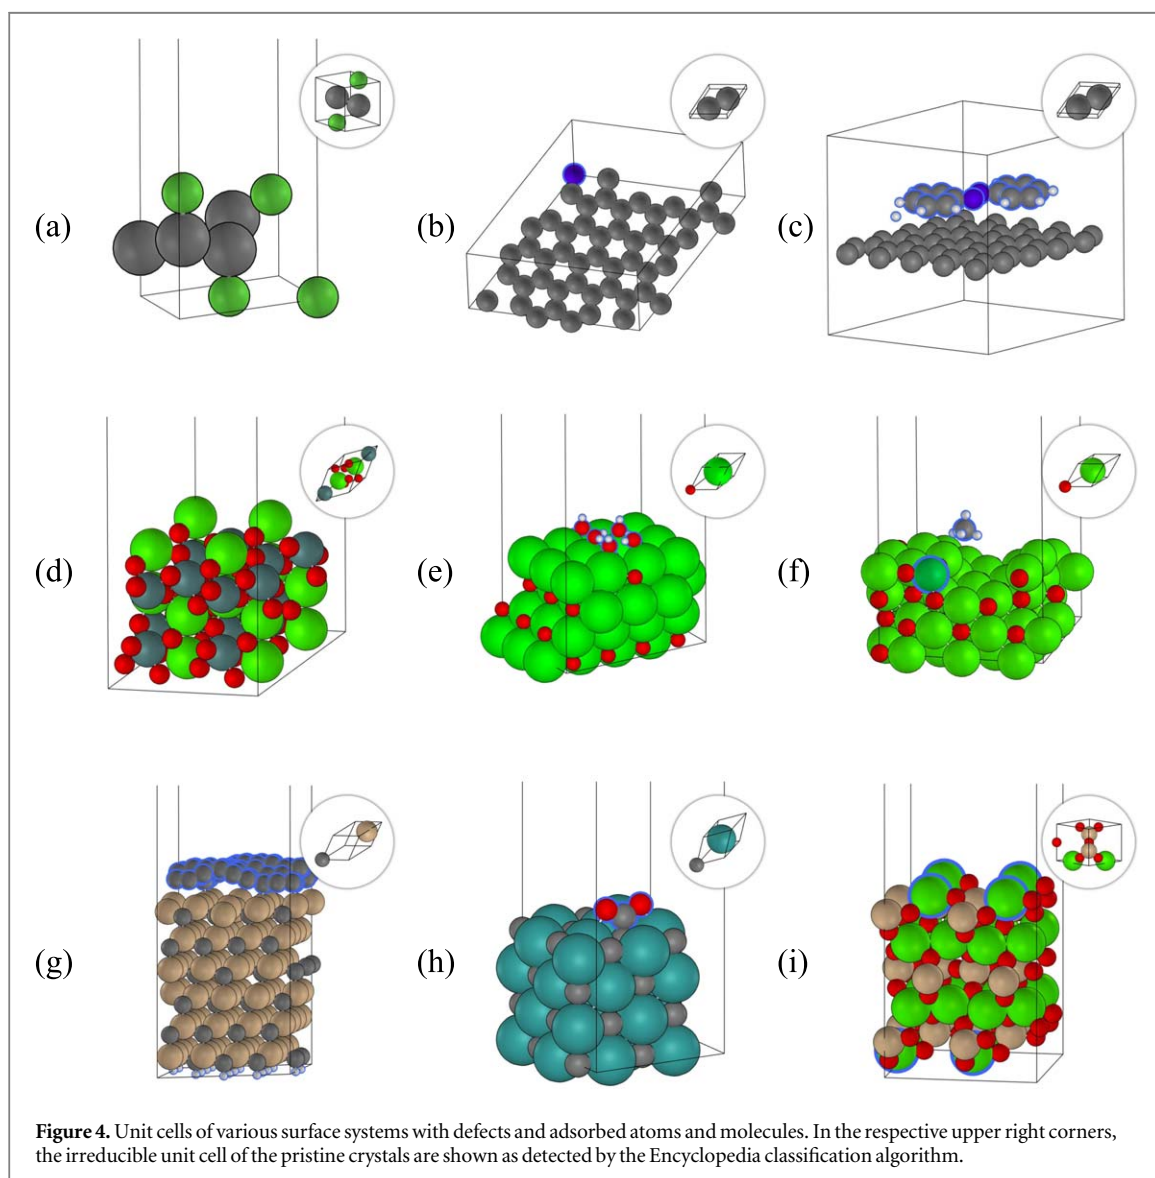 (a)
(b)
(c)
(d)
(e)
(f)
(g)
(h)
(i)
Figure 4. Unit cells of various surface systems with defects and adsorbed atoms and molecules. In the respective upper right corners,
the irreducible unit cell of the pristine crystals are shown as detected by the Encyclopedia classification algorithm.